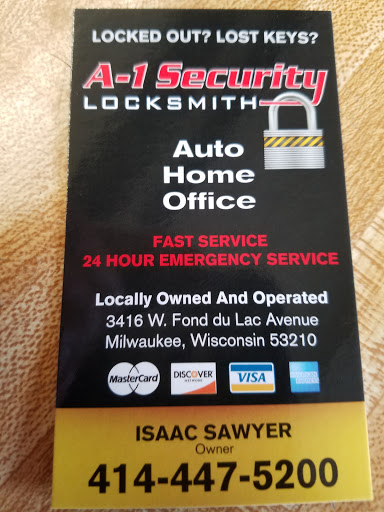 LOCKED OUT? LOST KEYS?
A-1 Security
LOCKSMITH
Auto
Home
Office
FAST SERVICE
24 HOUR EMERGENCY SERVICE
Locally Owned And Operated
3416 W. Fond du Lac Avenue
Milwaukee, Wisconsin 53210
MasterCard DISCOVER VISA
NETWORK
ISAAC SAWYER
Owner
414-447-5200